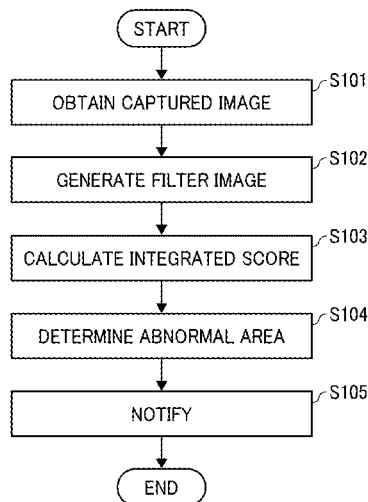 START
S101
OBTAIN CAPTURED IMAGE
S102
GENERATE FILTER IMAGE
S103
CALCULATE INTEGRATED SCORE
S104
DETERMINE ABNORMAL AREA
S105
NOTIFY
END